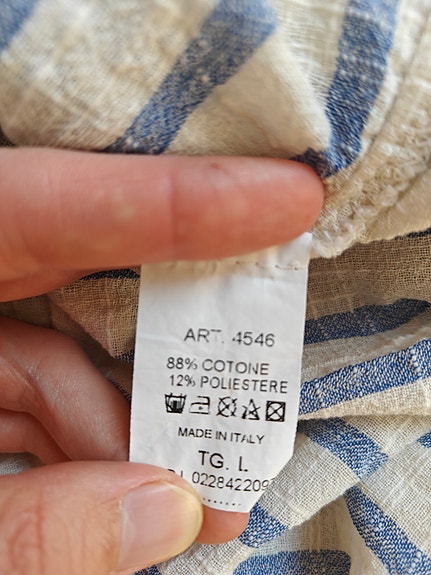 ART. 4546
88% COTONE
12% POLIESTERE
MADE IN ITALY
TG. L